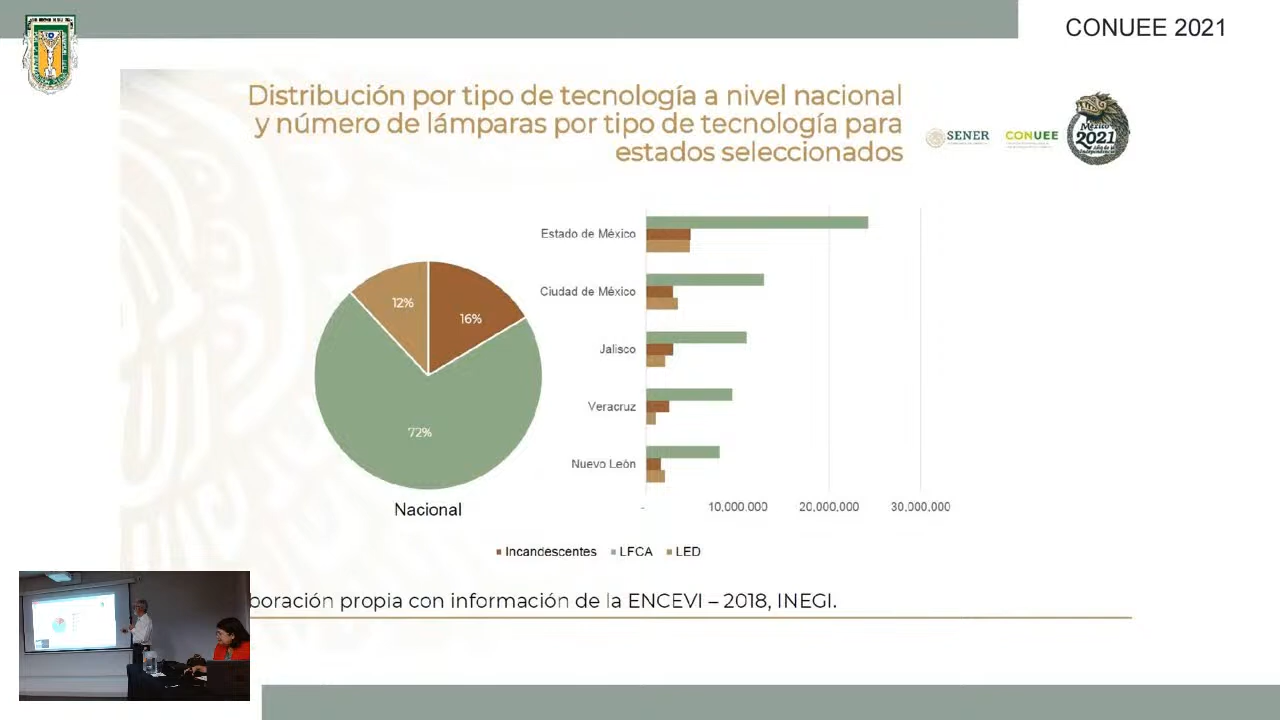 CONUEE 2021
Distribución por tipo de tecnología a nivel nacional
y número de lámparas por tipo de tecnología para
estados seleccionados
SENER
CONUEE
México
2021
Año de la
Independencia
12%
16%
72%
Nacional
Estado de México
Ciudad de México
Jalisco
Veracruz
Nuevo León
-
10,000,000
20,000,000
30,000,000
Incandescentes
LFCA
LED
boración propia con información de la ENCEVI – 2018, INEGI.